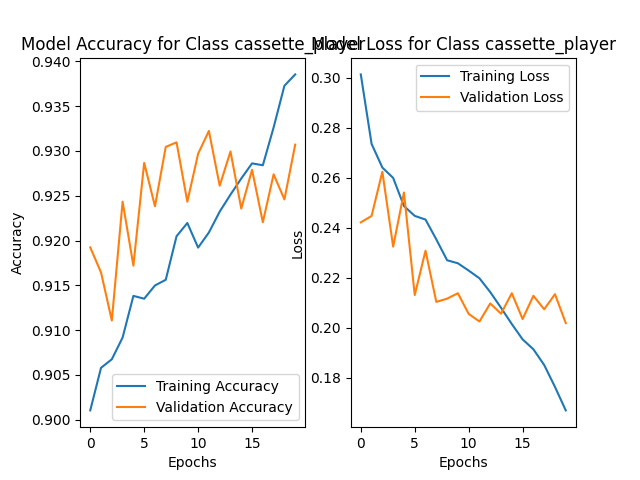 Model Accuracy for Class cassette_player
Model Loss for Class cassette_player
0.940
0.935
0.930
0.925
0.920
0.915
0.910
0.905
0.900
Accuracy
Training Accuracy
Validation Accuracy
0 5 10 15
Epochs
0.30
0.28
0.26
0.24
0.22
0.20
0.18
Loss
Training Loss
Validation Loss
0 5 10 15
Epochs